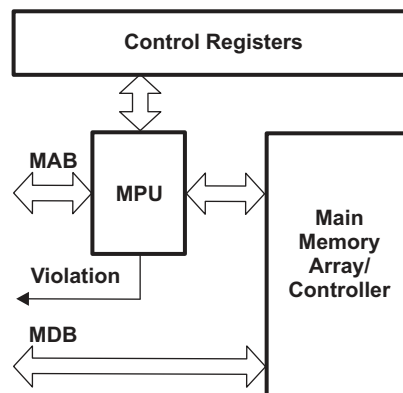 Control Registers
MAB
MPU
Main
Memory
Array/
Controller
Violation
MDB